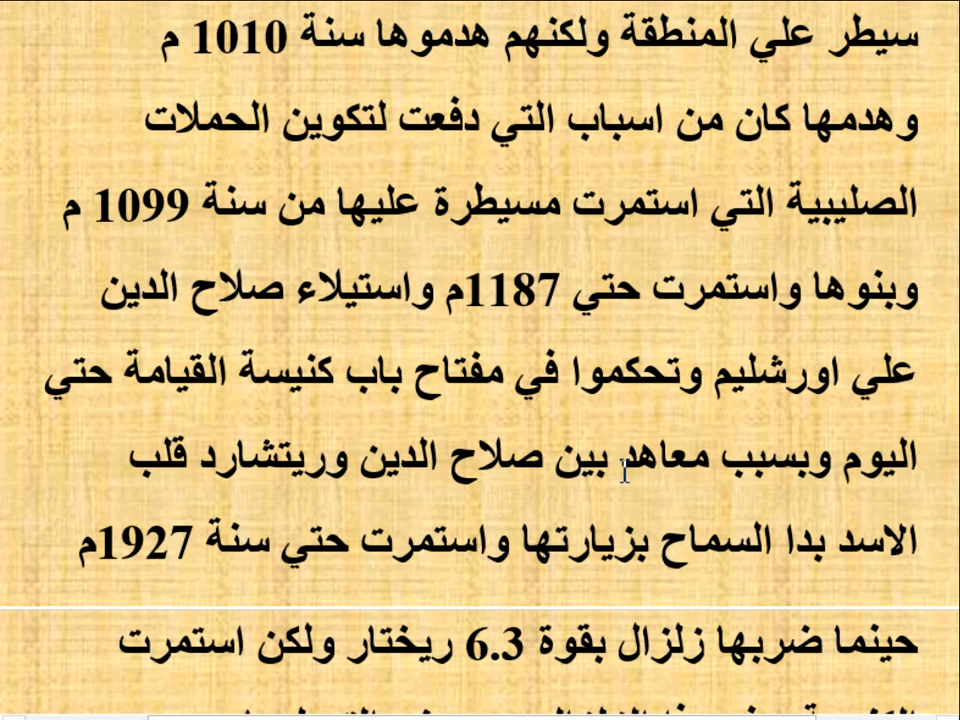 سيطر علي المنطقة ولكنهم هدموها سنة 1010 م
وهدمها كان من اسباب التي دفعت لتكوين الحملات
الصليبية التي استمرت مسيطرة عليها من سنة 1099 م
وبنوها واستمرت حتي 1187م واستيلاء صلاح الدين
علي اورشليم وتحكموا في مفتاح باب كنيسة القيامة حتي
اليوم وبسبب معاهد بين صلاح الدين وريتشارد قلب
الاسد بدا السماح بزيارتها واستمرت حتي سنة 1927م
حينما ضربها زلزال بقوة 6.3 ريختار ولكن استمرت